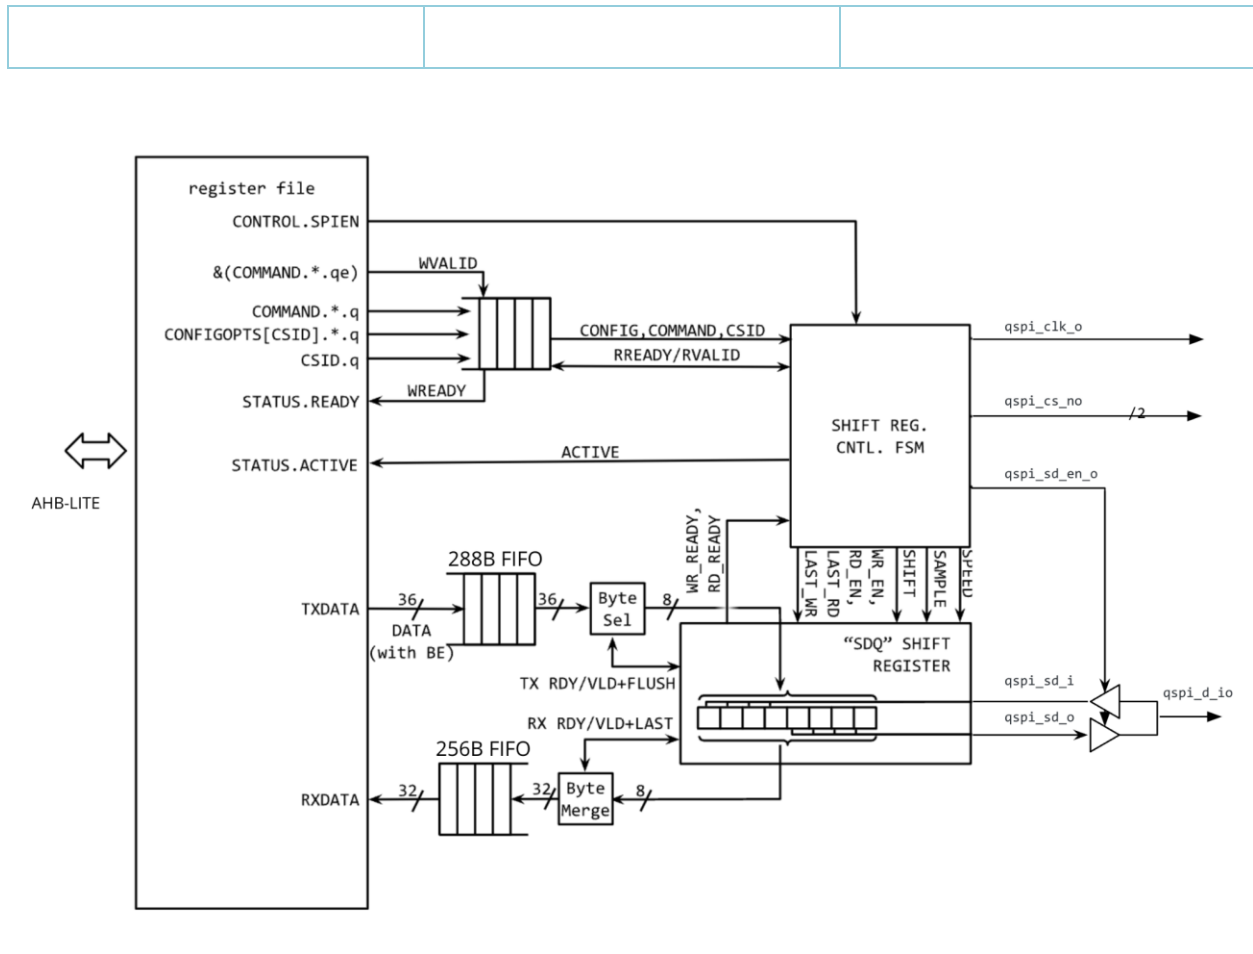 register file
CONTROL.SPIEN
&(COMMAND.*.qe)
WVALID
COMMAND.*.q
CONFIGOPTS[CSID].*.q
CSID.q
CONFIG,COMMAND,CSID
RREADY/RVALID
STATUS.READY
WREADY
STATUS.ACTIVE
ACTIVE
AHB-LITE
SHIFT REG.
CNTL. FSM
qspi_clk_o
qspi_cs_no
/2
qspi_sd_en_o
WR_READY,
RD_READY
LAST_WR
LAST_RD
RD_EN,
WR_EN,
SHIFT
SAMPLE
SPEED
288B FIFO
TXDATA
36
DATA
(with BE)
36
Byte
Sel
8
TX RDY/VLD+FLUSH
“SDQ” SHIFT
REGISTER
qspi_sd_i
qspi_sd_o
qspi_d_io
RX RDY/VLD+LAST
256B FIFO
RXDATA
32
32
Byte
Merge
8